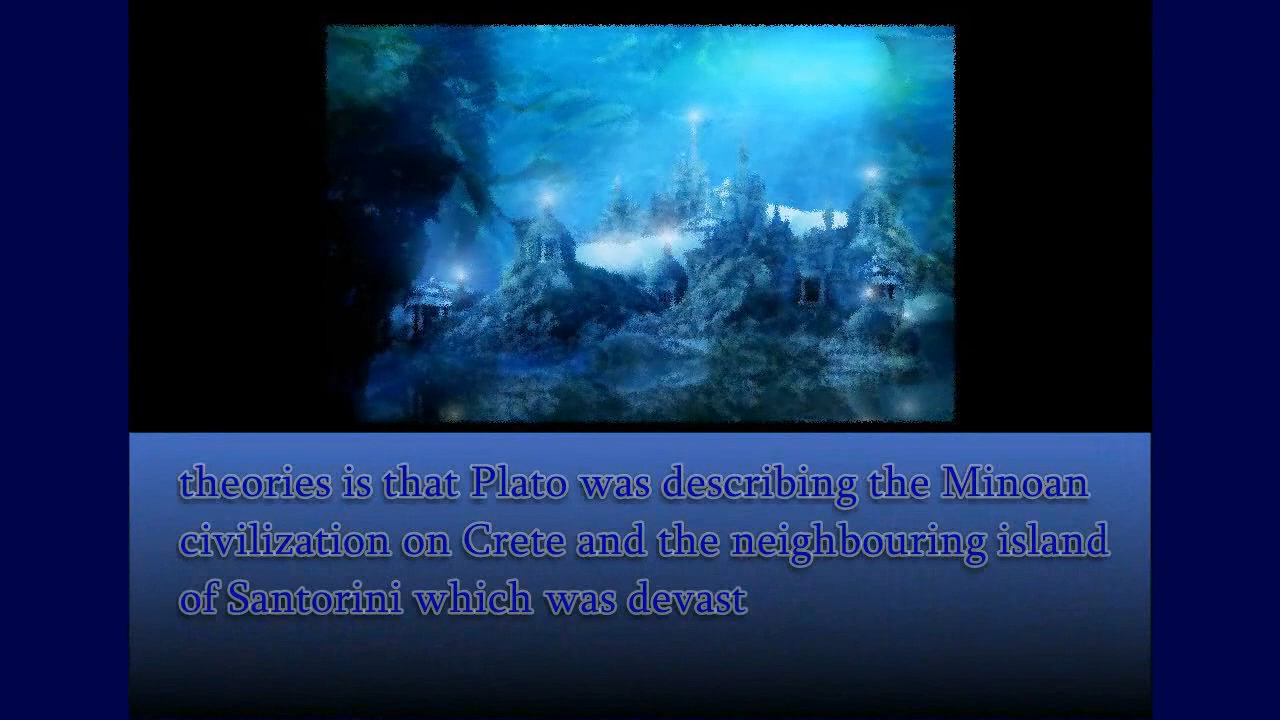 theories is that Plato was describing the Minoan
civilization on Crete and the neighbouring island
of Santorini which was devast